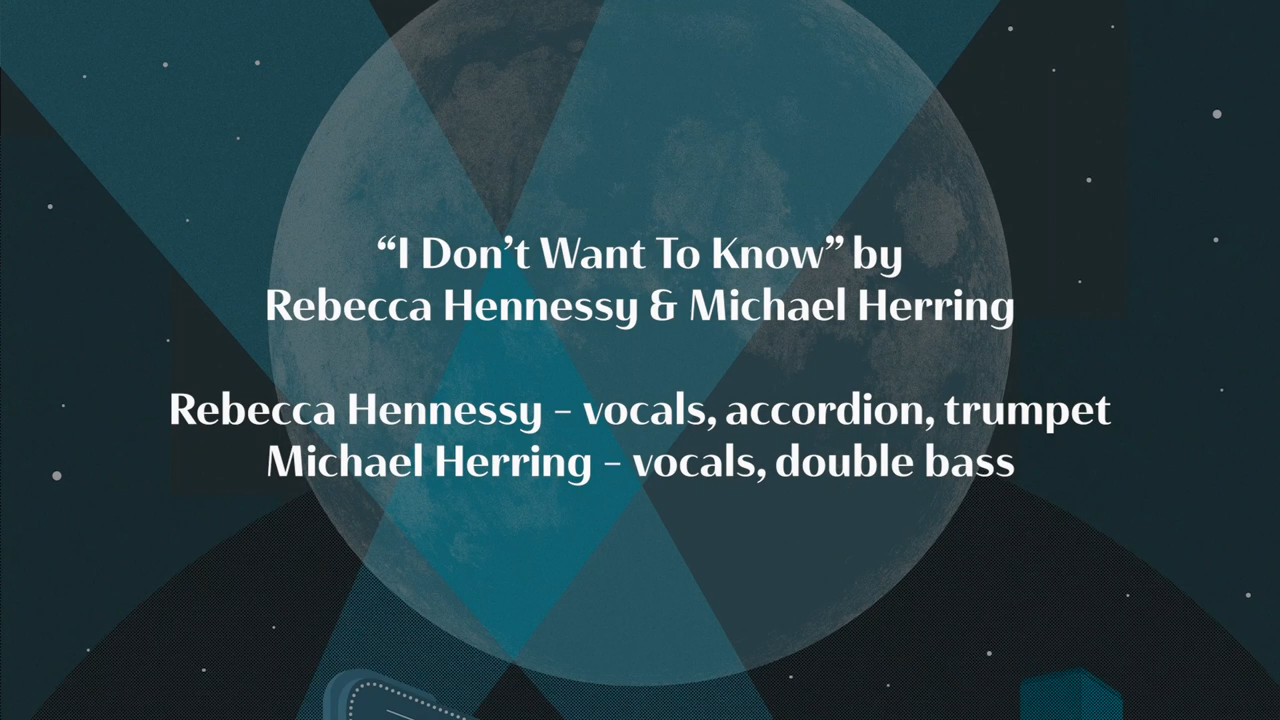 “I Don’t Want To Know” by
Rebecca Hennessy & Michael Herring
Rebecca Hennessy – vocals, accordion, trumpet
Michael Herring – vocals, double bass